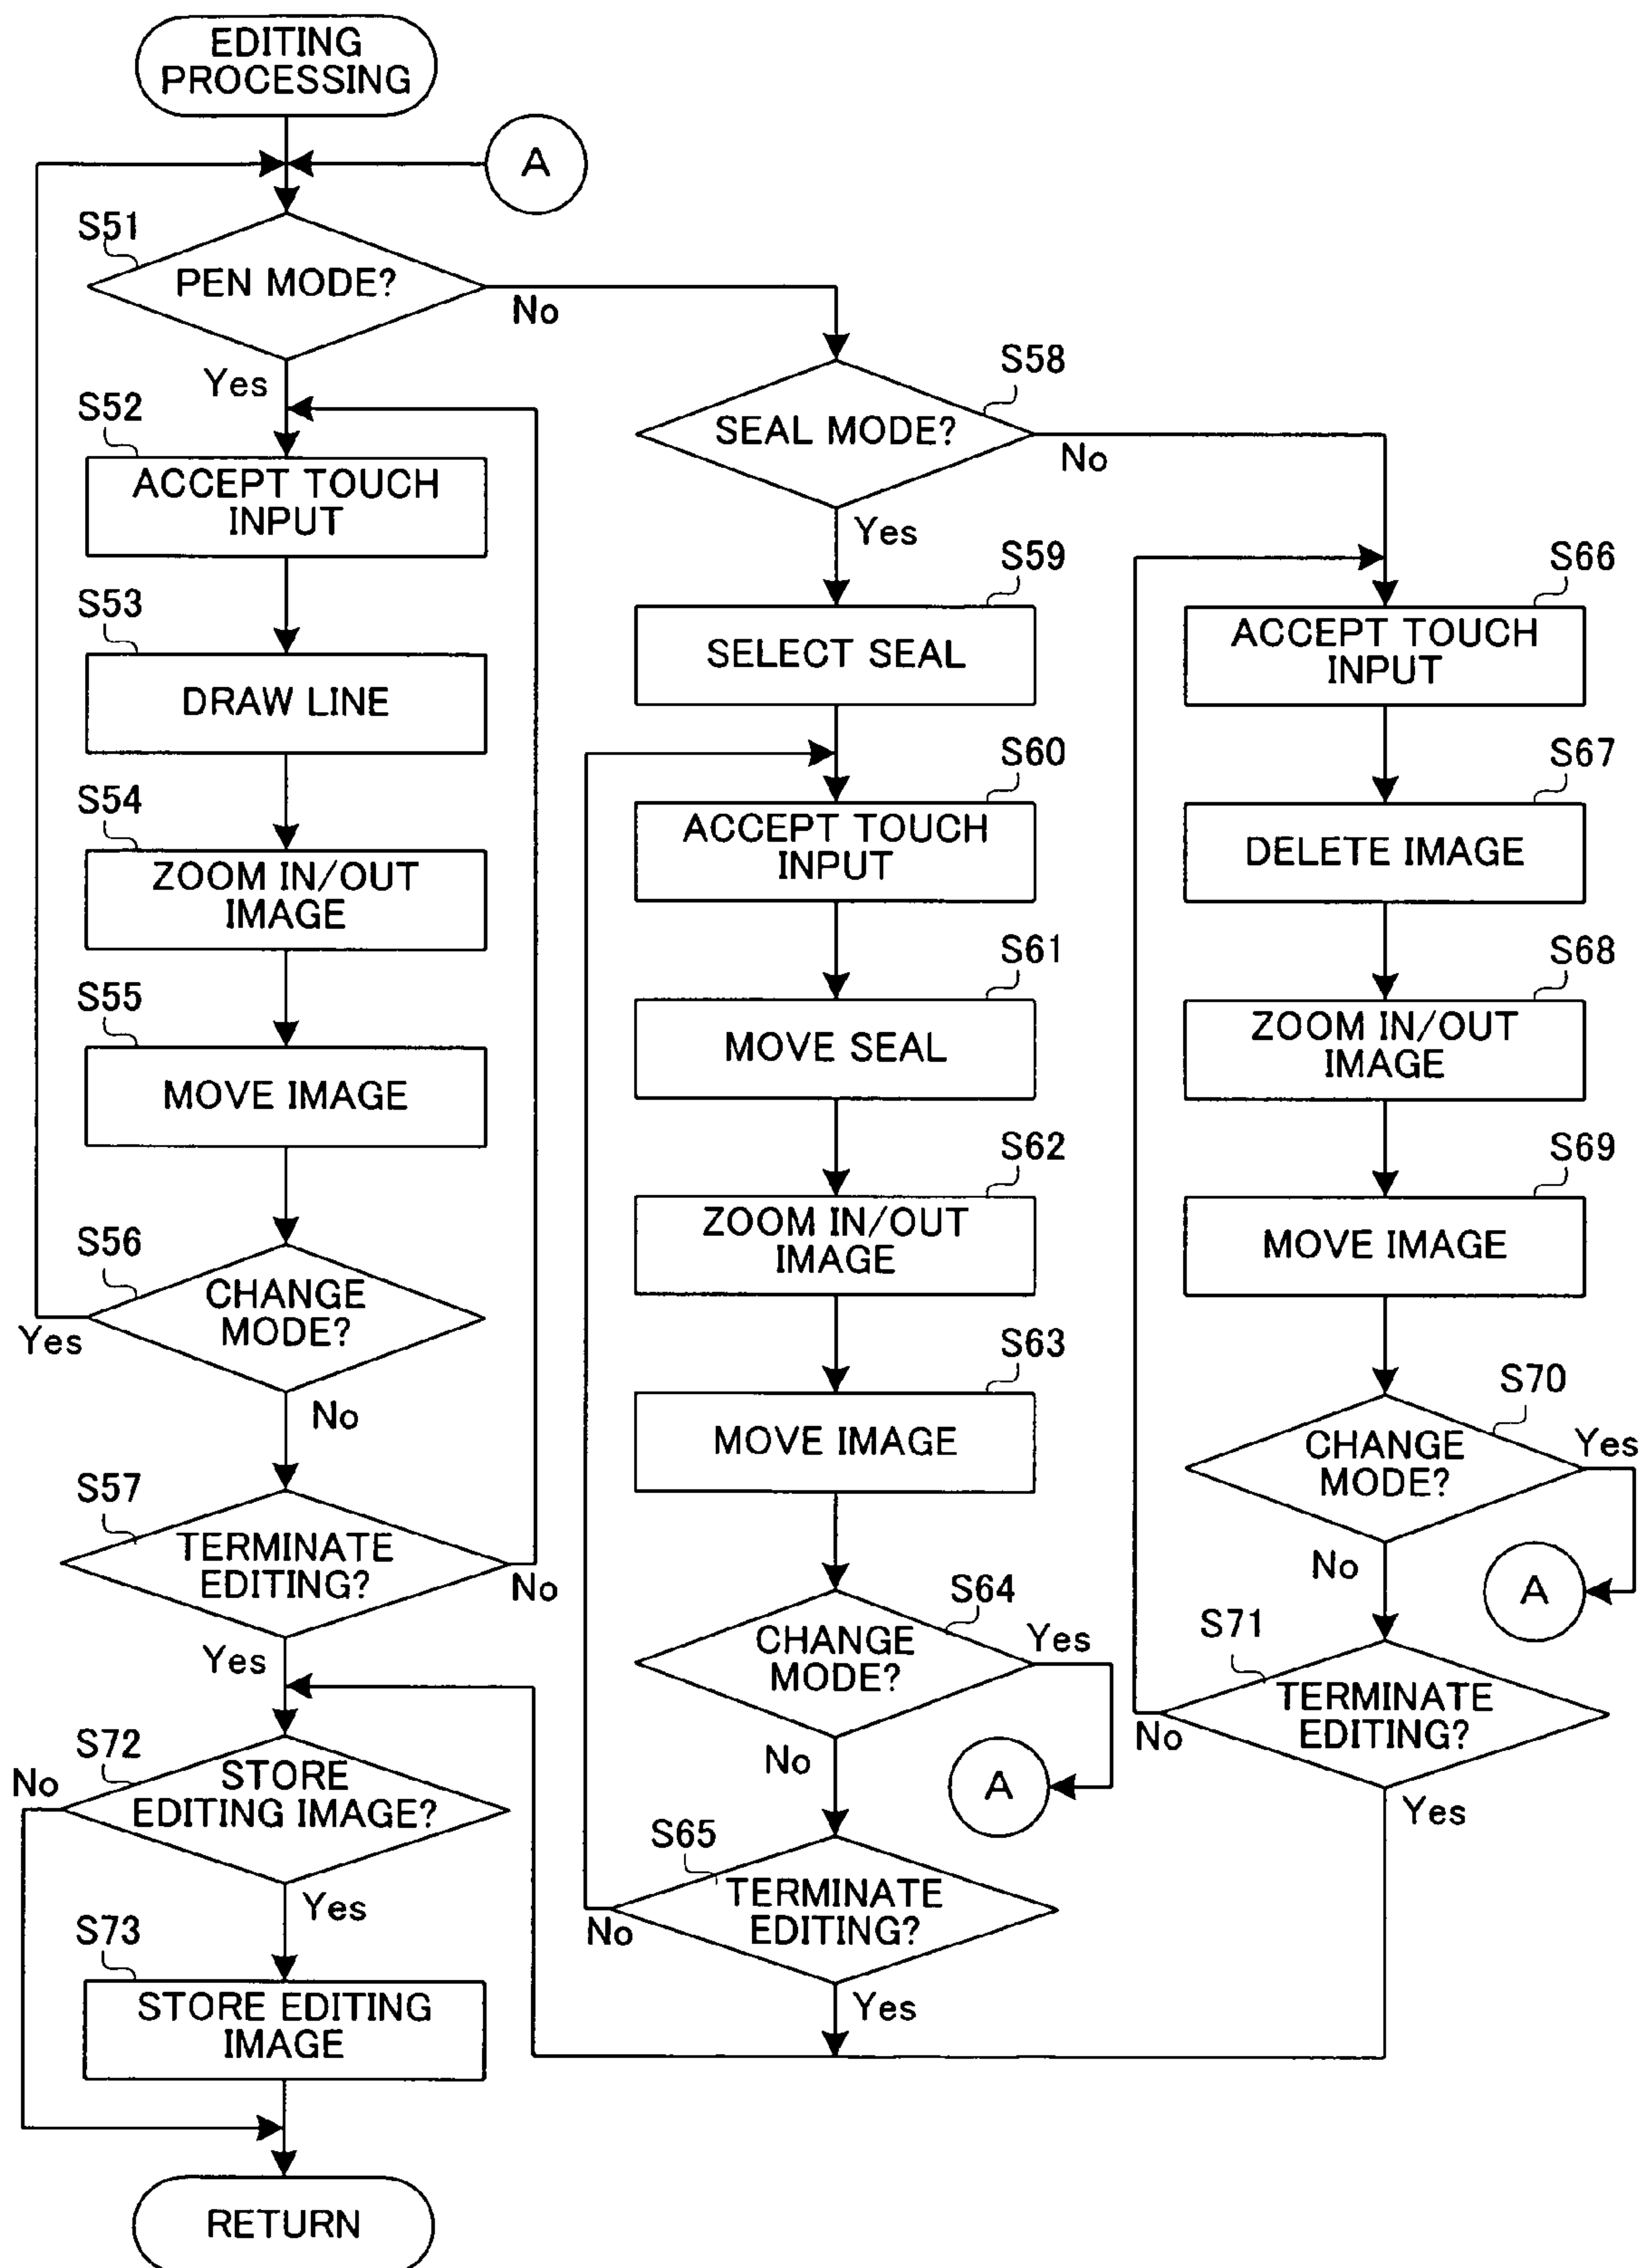 EDITING
PROCESSING
A
S51
PEN MODE?
No
Yes
S52
ACCEPT TOUCH
INPUT
S53
DRAW LINE
S54
ZOOM IN/OUT
IMAGE
S55
MOVE IMAGE
S56
CHANGE
MODE?
Yes
No
S57
TERMINATE
EDITING?
No
Yes
S72
STORE
EDITING IMAGE?
No
Yes
S73
STORE EDITING
IMAGE
RETURN
S58
SEAL MODE?
No
Yes
S59
SELECT SEAL
S60
ACCEPT TOUCH
INPUT
S61
MOVE SEAL
S62
ZOOM IN/OUT
IMAGE
S63
MOVE IMAGE
S64
CHANGE
MODE?
Yes
No
A
S65
TERMINATE
EDITING?
No
Yes
S66
ACCEPT TOUCH
INPUT
S67
DELETE IMAGE
S68
ZOOM IN/OUT
IMAGE
S69
MOVE IMAGE
S70
CHANGE
MODE?
Yes
No
A
S71
TERMINATE
EDITING?
No
Yes